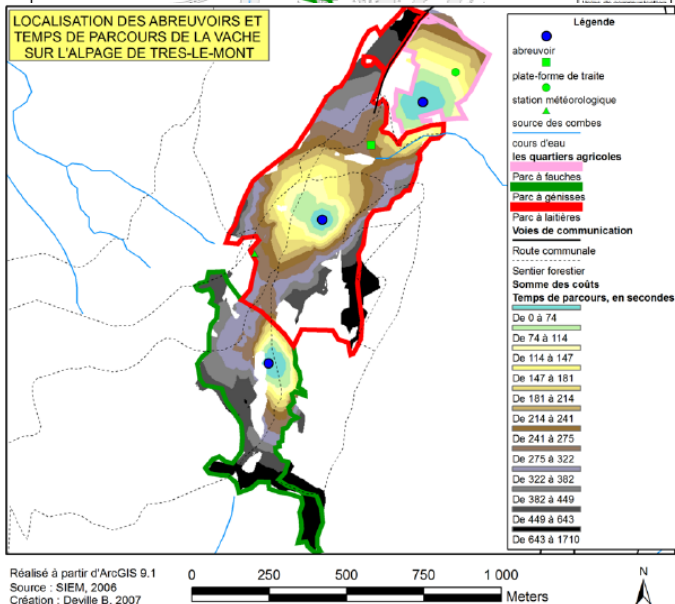 LOCALISATION DES ABREUVOIRS ET
TEMPS DE PARCOURS DE LA VACHE
SUR L'ALPAGE DE TRES-LE-MONT
Légende
abreuvoir
plate-forme de traite
station météorologique
source des combes
cours d'eau
les quartiers agricoles
Parc à fauches
Parc à génisses
Parc à laitières
Voies de communication
Route communale
Sentier forestier
Somme des coûts
Temps de parcours, en secondes
De 0 à 74
De 74 à 114
De 114 à 147
De 147 à 181
De 181 à 214
De 214 à 241
De 241 à 275
De 275 à 322
De 322 à 382
De 382 à 449
De 449 à 643
De 643 à 1710
Réalisé à partir d'ArcGIS 9.1
Source : SIEM, 2006
Création : Deville B. 2007
0 250 500 750 1 000
Meters
N